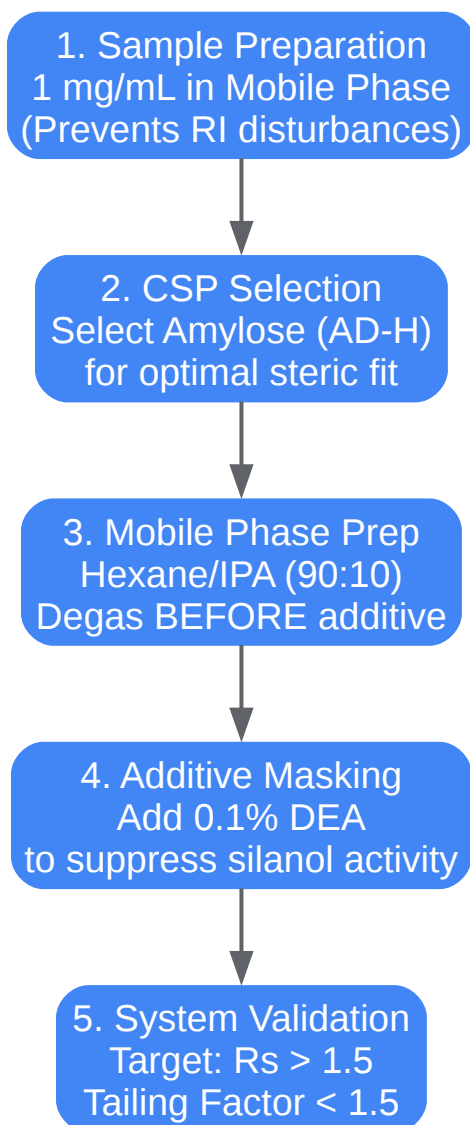 1. Sample Preparation
1 mg/mL in Mobile Phase
(Prevents RI disturbances)
2. CSP Selection
Select Amylose (AD-H)
for optimal steric fit
3. Mobile Phase Prep
Hexane/IPA (90:10)
Degas BEFORE additive
4. Additive Masking
Add 0.1% DEA
to suppress silanol activity
5. System Validation
Target: Rs > 1.5
Tailing Factor < 1.5